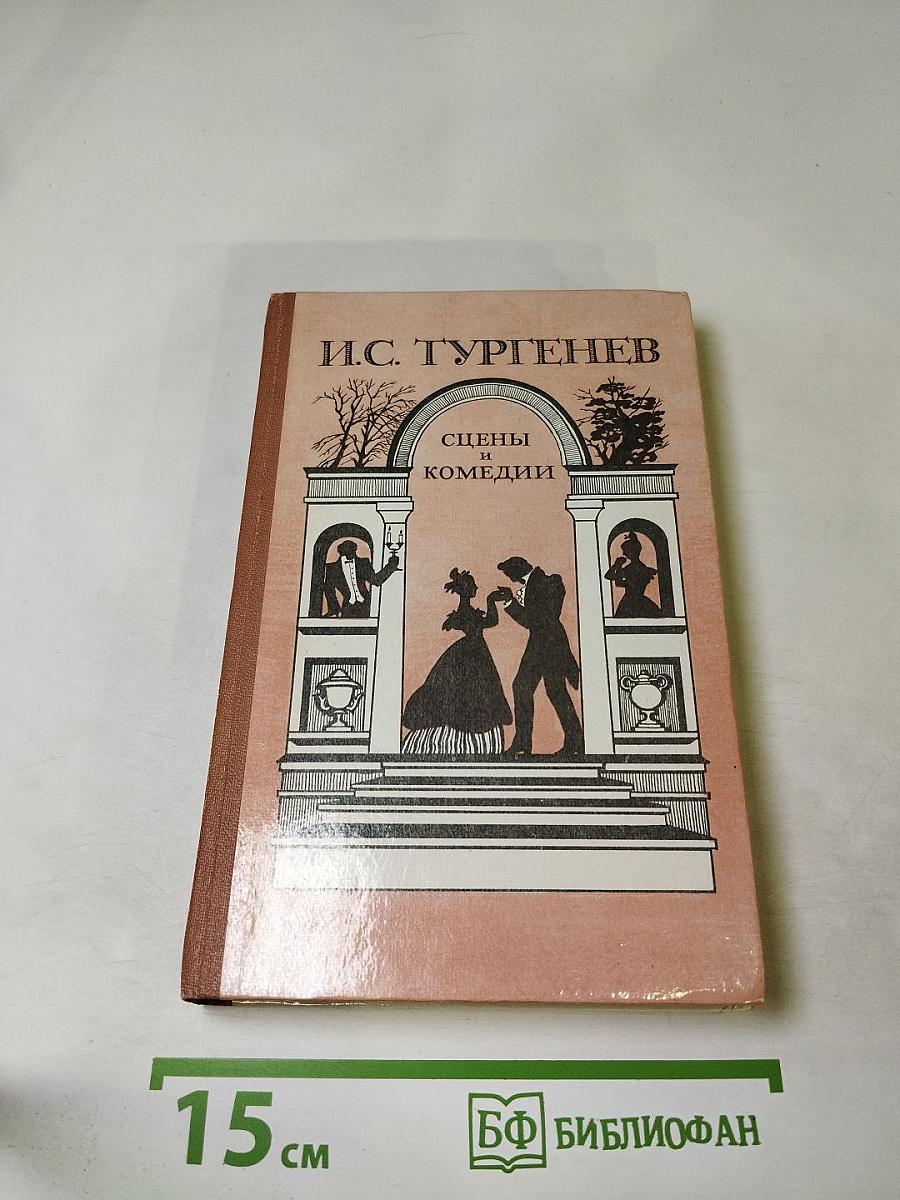 И.С. ТУРГЕНЕВ
СЦЕНЫ
и
КОМЕДИИ
15 см
БФ БИБЛИОФАН